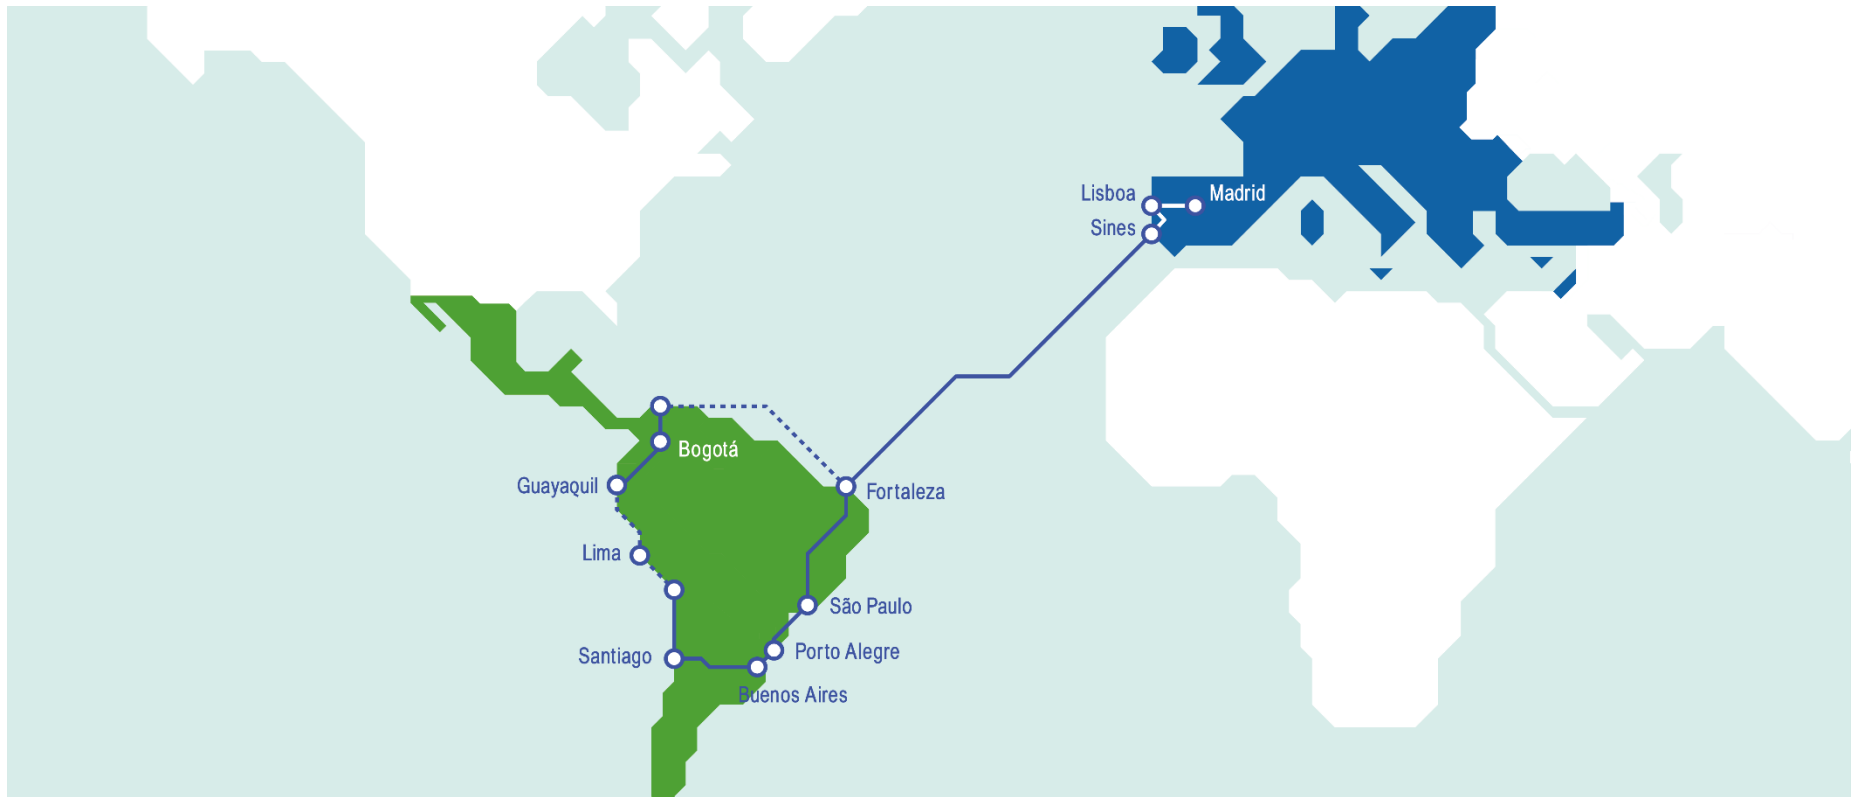 Lisboa
Madrid
Sines
Bogotá
Guayaquil
Fortaleza
Lima
São Paulo
Santiago
Porto Alegre
Buenos Aires